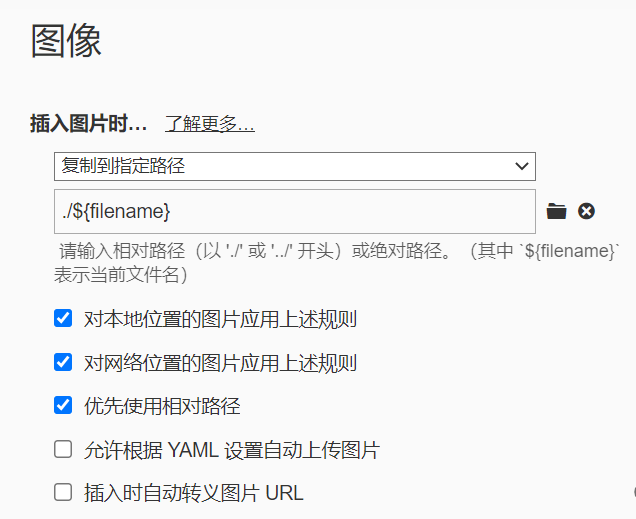 图像
插入图片时... 了解更多...
复制到指定路径
./${filename}
请输入相对路径（以 './' 或 '../' 开头）或绝对路径。（其中 `${filename}`
表示当前文件名）
对本地位置的图片应用上述规则
对网络位置的图片应用上述规则
优先使用相对路径
允许根据 YAML 设置自动上传图片
插入时自动转义图片 URL